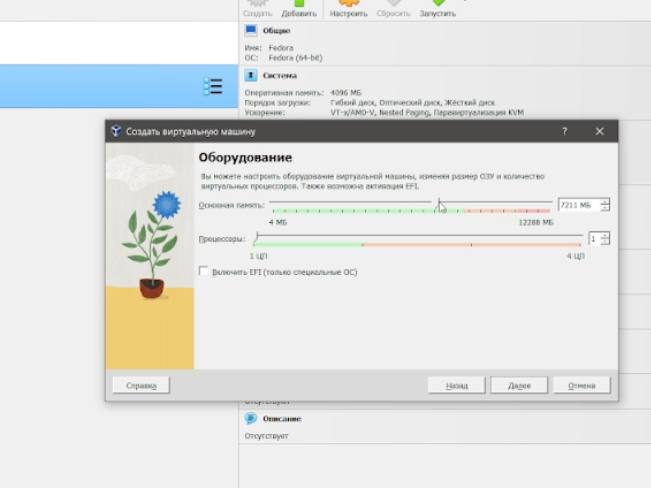 Создать Добавить Настроить Сбросить Запустить
Общие
Имя: Fedora
ОС: Fedora (64-bit)
Система
Оперативная память: 4096 МБ
Порядок загрузки: Гибкий диск, Оптический диск, Жёсткий диск
Ускорение: VT-x/AMD-V, Nested Paging, Паравиртуализация KVM
Создать виртуальную машину ? ×
Оборудование
Вы можете настроить оборудование виртуальной машины, изменяя размер ОЗУ и количество
виртуальных процессоров. Также возможна активация EFI.
Основная память: 7211 МБ
4 МБ 12288 МБ
Процессоры: 1
1 ЦП 4 ЦП
Включить EFI (только специальные ОС)
Справка Назад Далее Отмена
Отсутствуют
Описание
Отсутствует